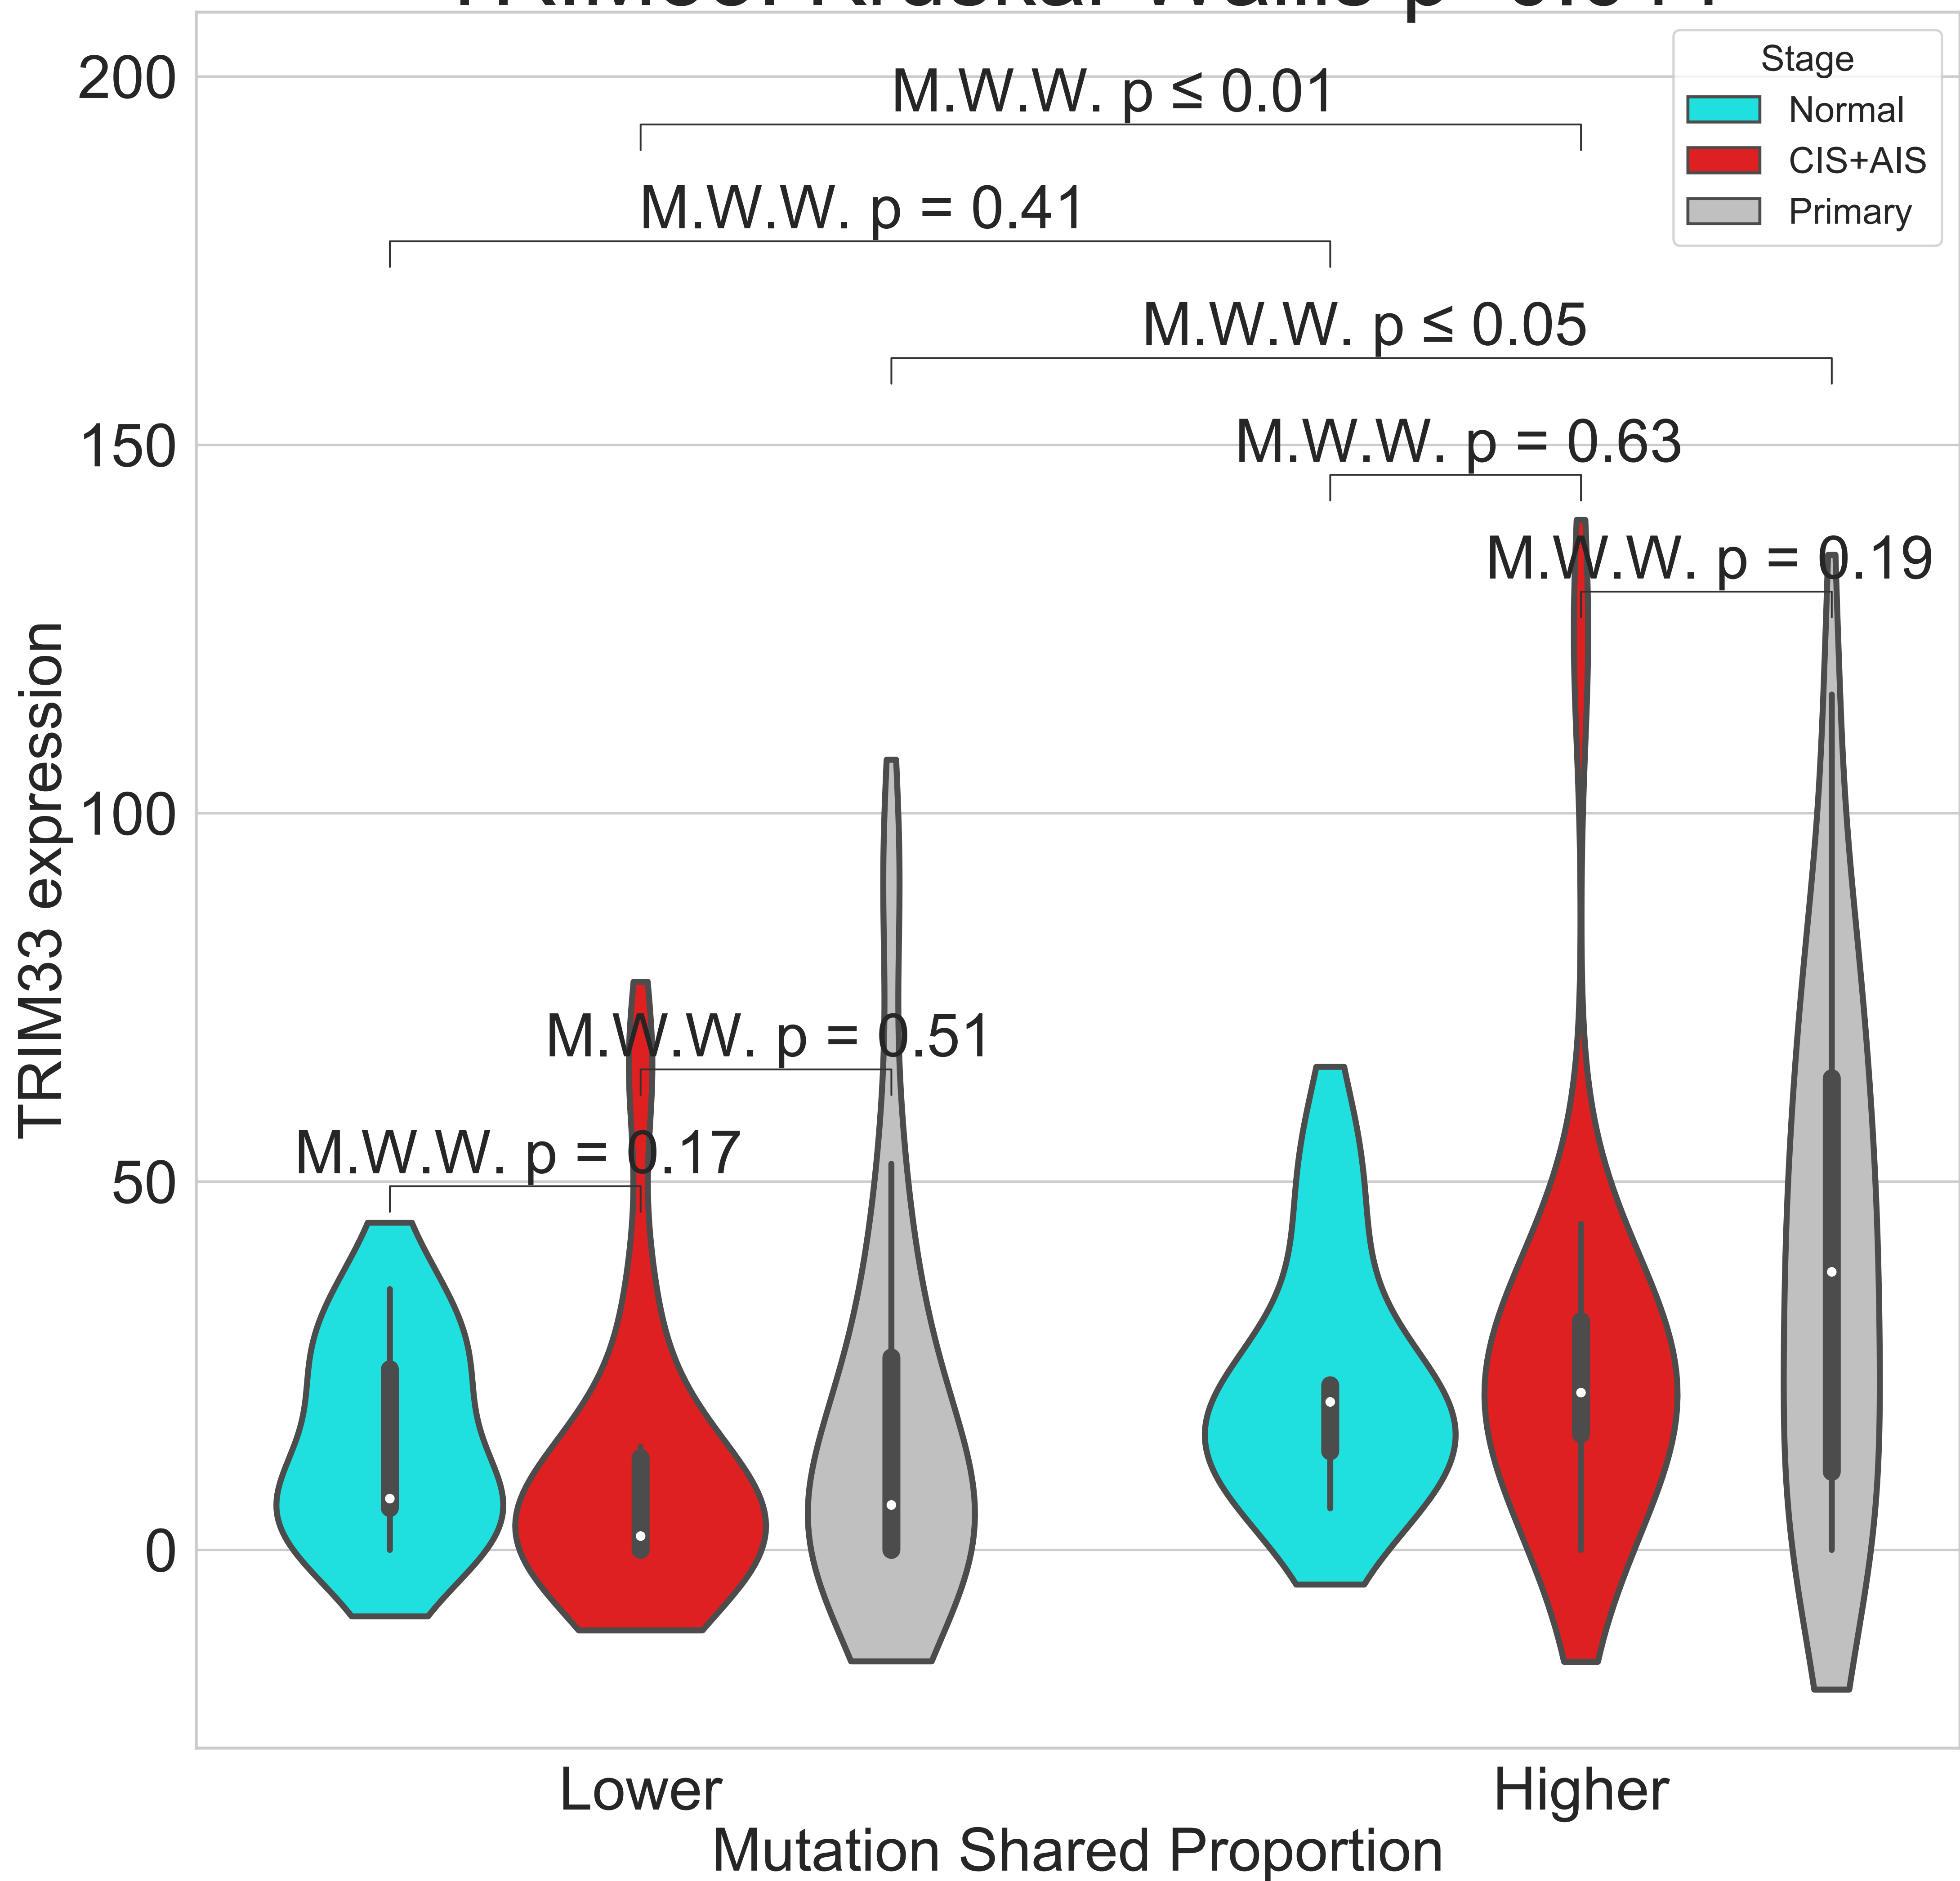 200
150
100
50
0
TRIM33 expression
M.W.W. p ≤ 0.01
M.W.W. p = 0.41
M.W.W. p ≤ 0.05
M.W.W. p = 0.63
M.W.W. p = 0.19
M.W.W. p = 0.51
M.W.W. p = 0.17
Stage
Normal
CIS+AIS
Primary
Lower
Higher
Mutation Shared Proportion